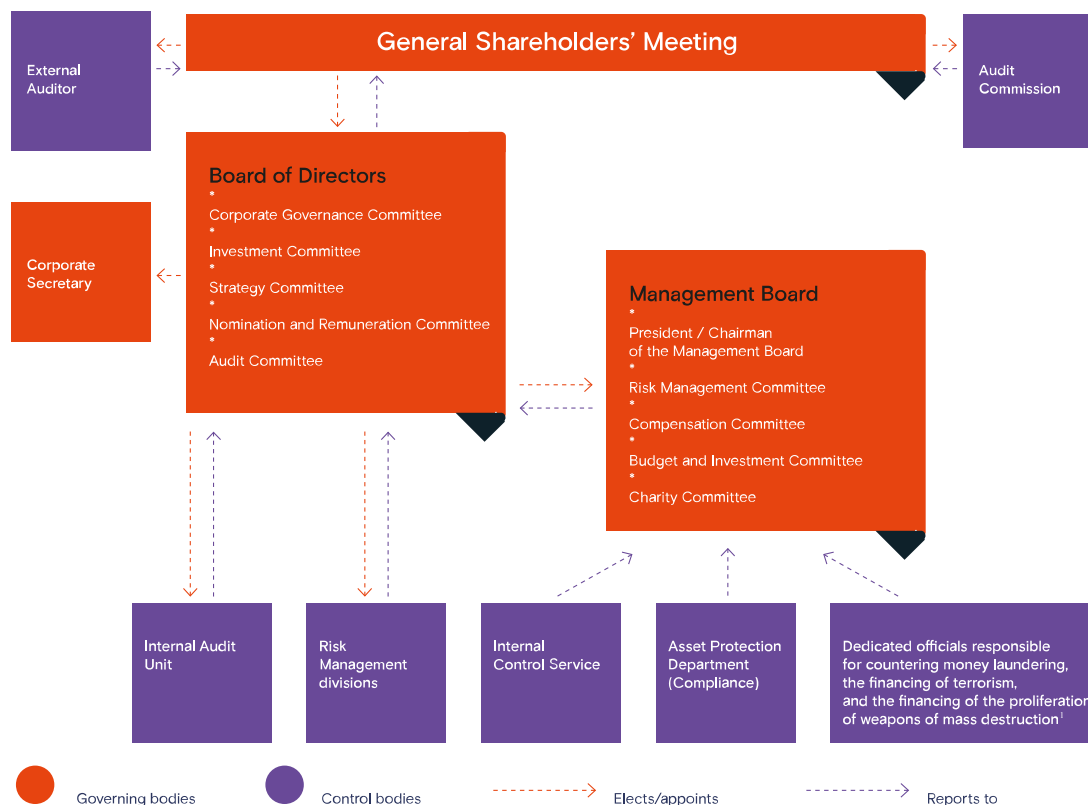 General Shareholders’ Meeting
External
Auditor
Audit
Commission
Board of Directors
*
Corporate Governance Committee
*
Investment Committee
*
Strategy Committee
*
Nomination and Remuneration Committee
*
Audit Committee
Corporate
Secretary
Management Board
*
President / Chairman
of the Management Board
*
Risk Management Committee
*
Compensation Committee
*
Budget and Investment Committee
*
Charity Committee
Internal Audit
Unit
Risk
Management
divisions
Internal
Control Service
Asset Protection
Department
(Compliance)
Dedicated officials responsible
for countering money laundering,
the financing of terrorism,
and the financing of the proliferation
of weapons of mass destruction¹
Governing bodies
Control bodies
Elects/appoints
Reports to